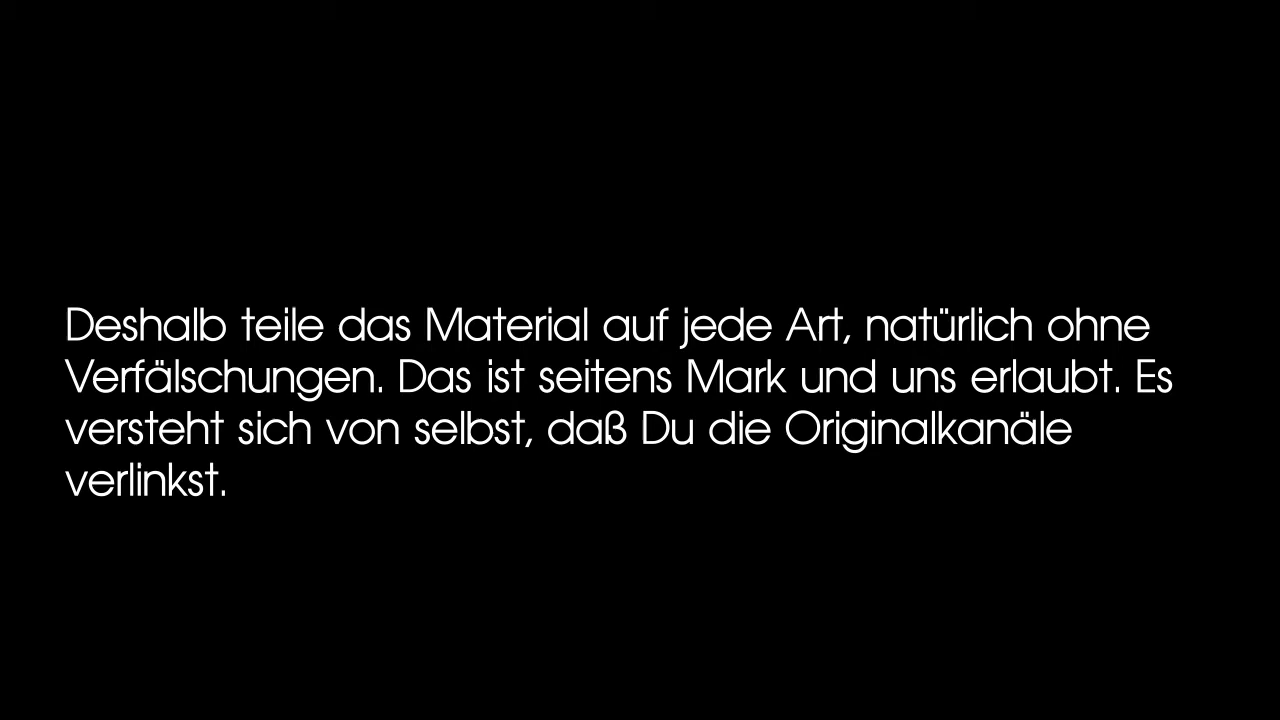 Deshalb teile das Material auf jede Art, natürlich ohne
Verfälschungen. Das ist seitens Mark und uns erlaubt. Es
versteht sich von selbst, daß Du die Originalkanäle
verlinkst.